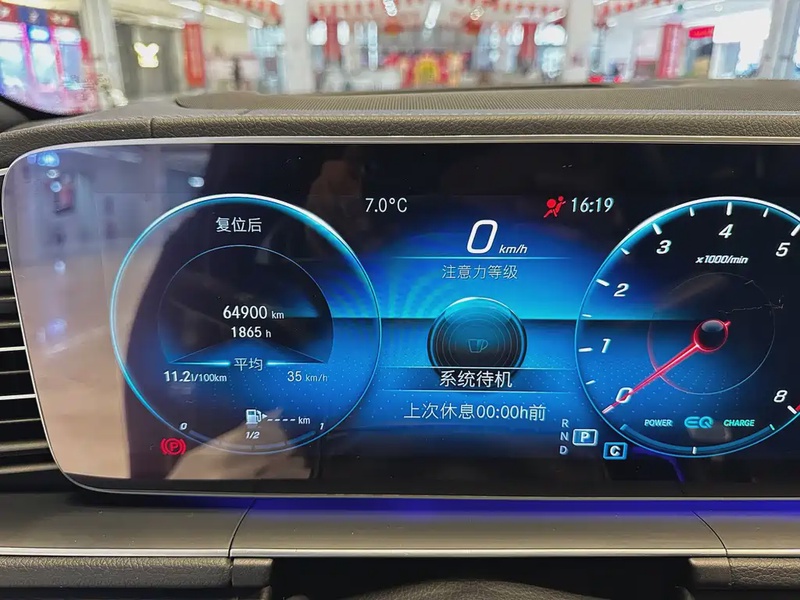 复位后
64900 km
1865 h
平均
11.2 l/100km 35 km/h
0 1/2 1
---- km
7.0°C
16:19
0 km/h
注意力等级
系统待机
上次休息00:00h前
R
N
D
P
C
x1000/min
0
1
2
3
4
5
8
POWER EQ CHARGE